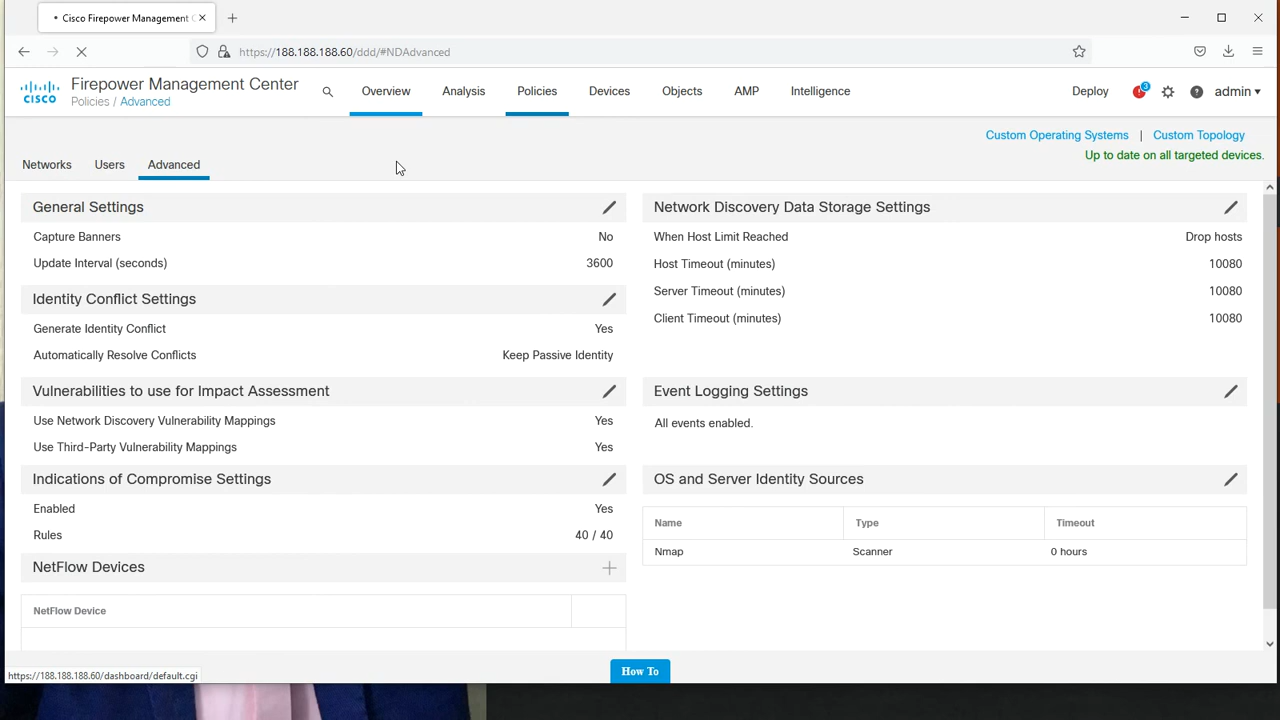 Cisco Firepower Management C
https://188.188.188.60/ddd/#NDAdvanced
CISCO
Firepower Management Center
Policies / Advanced
Overview
Analysis
Policies
Devices
Objects
AMP
Intelligence
Deploy
3
admin
Custom Operating Systems | Custom Topology
Up to date on all targeted devices.
Networks
Users
Advanced
General Settings
Capture Banners No
Update Interval (seconds) 3600
Identity Conflict Settings
Generate Identity Conflict Yes
Automatically Resolve Conflicts Keep Passive Identity
Vulnerabilities to use for Impact Assessment
Use Network Discovery Vulnerability Mappings Yes
Use Third-Party Vulnerability Mappings Yes
Indications of Compromise Settings
Enabled Yes
Rules 40 / 40
NetFlow Devices
NetFlow Device
Network Discovery Data Storage Settings
When Host Limit Reached Drop hosts
Host Timeout (minutes) 10080
Server Timeout (minutes) 10080
Client Timeout (minutes) 10080
Event Logging Settings
All events enabled.
OS and Server Identity Sources
Name Type Timeout
Nmap Scanner 0 hours
https://188.188.188.60/dashboard/default.cgi
How To